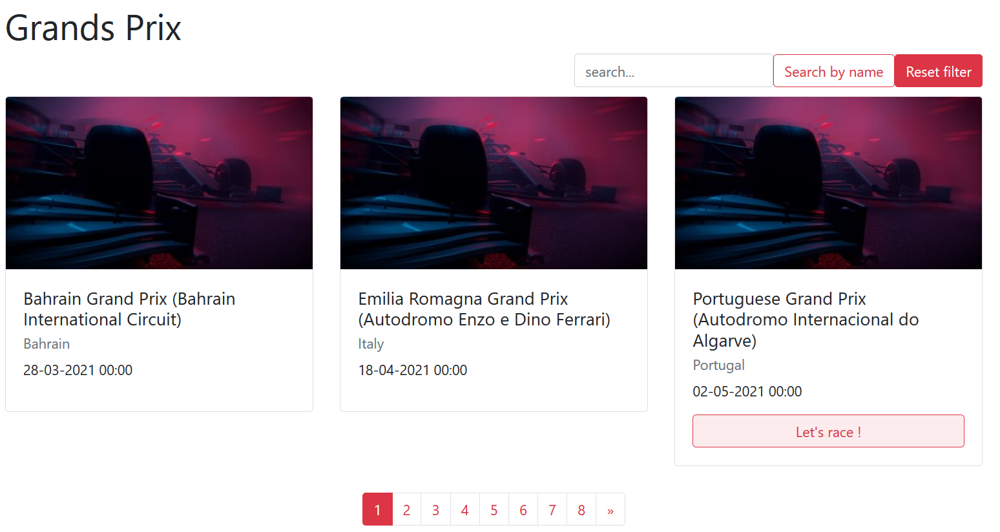 Grands Prix
search...
Search by name
Reset filter
Bahrain Grand Prix (Bahrain
International Circuit)
Bahrain
28-03-2021 00:00
Emilia Romagna Grand Prix
(Autodromo Enzo e Dino Ferrari)
Italy
18-04-2021 00:00
Portuguese Grand Prix
(Autodromo Internacional do
Algarve)
Portugal
02-05-2021 00:00
Let's race !
1 2 3 4 5 6 7 8 »